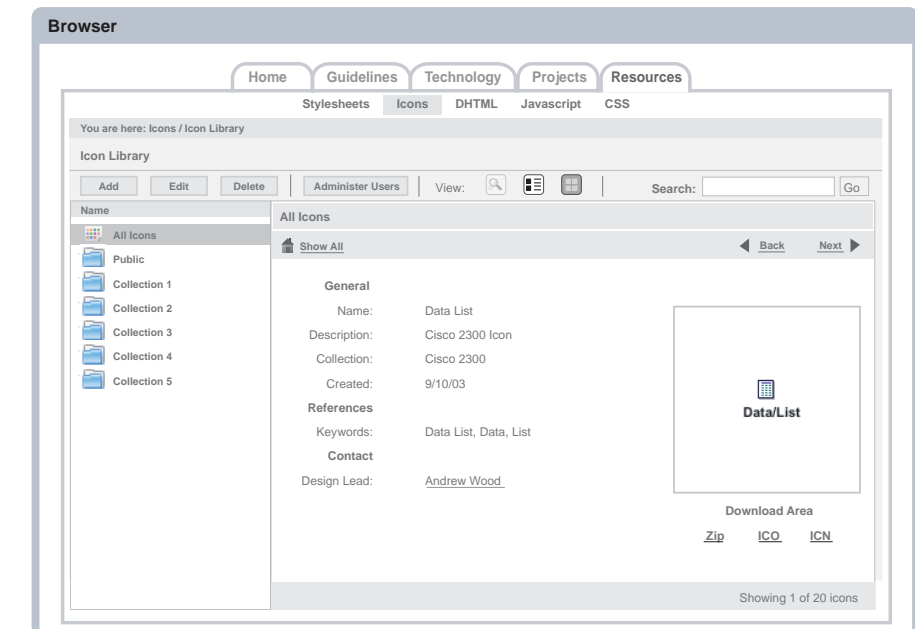 Browser
Home Guidelines Technology Projects Resources
Stylesheets Icons DHTML Javascript CSS
You are here: Icons / Icon Library
Icon Library
Add Edit Delete Administer Users View: Search: Go
Name
All Icons
Public
Collection 1
Collection 2
Collection 3
Collection 4
Collection 5
All Icons
Show All Back Next
General
Name: Data List
Description: Cisco 2300 Icon
Collection: Cisco 2300
Created: 9/10/03
References
Keywords: Data List, Data, List
Contact
Design Lead: Andrew Wood
Data/List
Download Area
Zip ICO ICN
Showing 1 of 20 icons